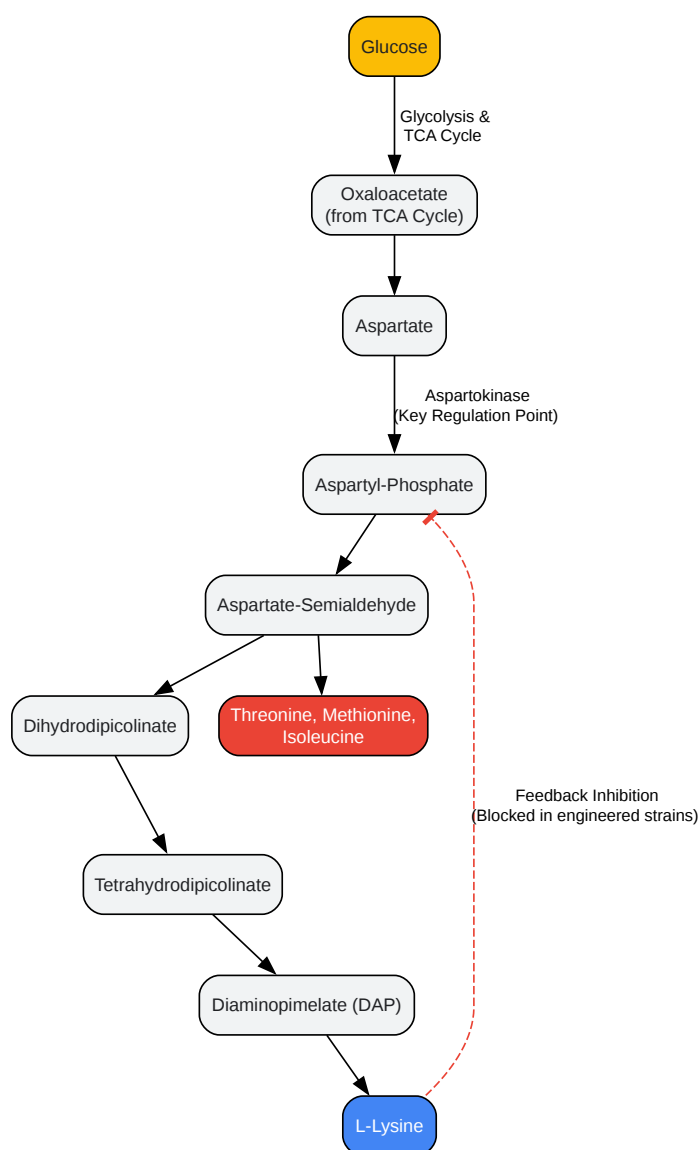 Glucose
Glycolysis &
TCA Cycle
Oxaloacetate
(from TCA Cycle)
Aspartate
Aspartokinase
(Key Regulation Point)
Aspartyl-Phosphate
Aspartate-Semialdehyde
Dihydrodipicolinate
Threonine, Methionine,
Isoleucine
Feedback Inhibition
(Blocked in engineered strains)
Tetrahydrodipicolinate
Diaminopimelate (DAP)
L-Lysine